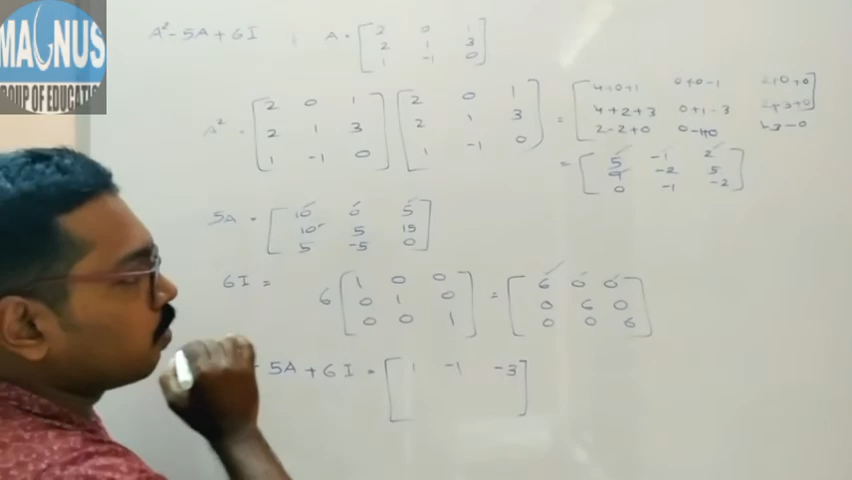 MAGNUS
GROUP OF EDUCATI
A² - 5A + 6I ; A = [ 2 0 1
2 1 3
1 -1 0 ]
A² = [ 2 0 1 ] [ 2 0 1 ] = [ 4+0+1 0+0-1 2+0+0 ]
2 1 3 2 1 3 4+2+3 0+1-3 2+3+0
1 -1 0 1 -1 0 2-2+0 0-1+0 1-3-0
= [ 5 -1 2 ]
9 -2 5
0 -1 -2
5A = [ 10 0 5 ]
10 5 15
5 -5 0
6I = 6 [ 1 0 0 ] = [ 6 0 0 ]
0 1 0 0 6 0
0 0 1 0 0 6
- 5A + 6I = [ 1 -1 -3 ]